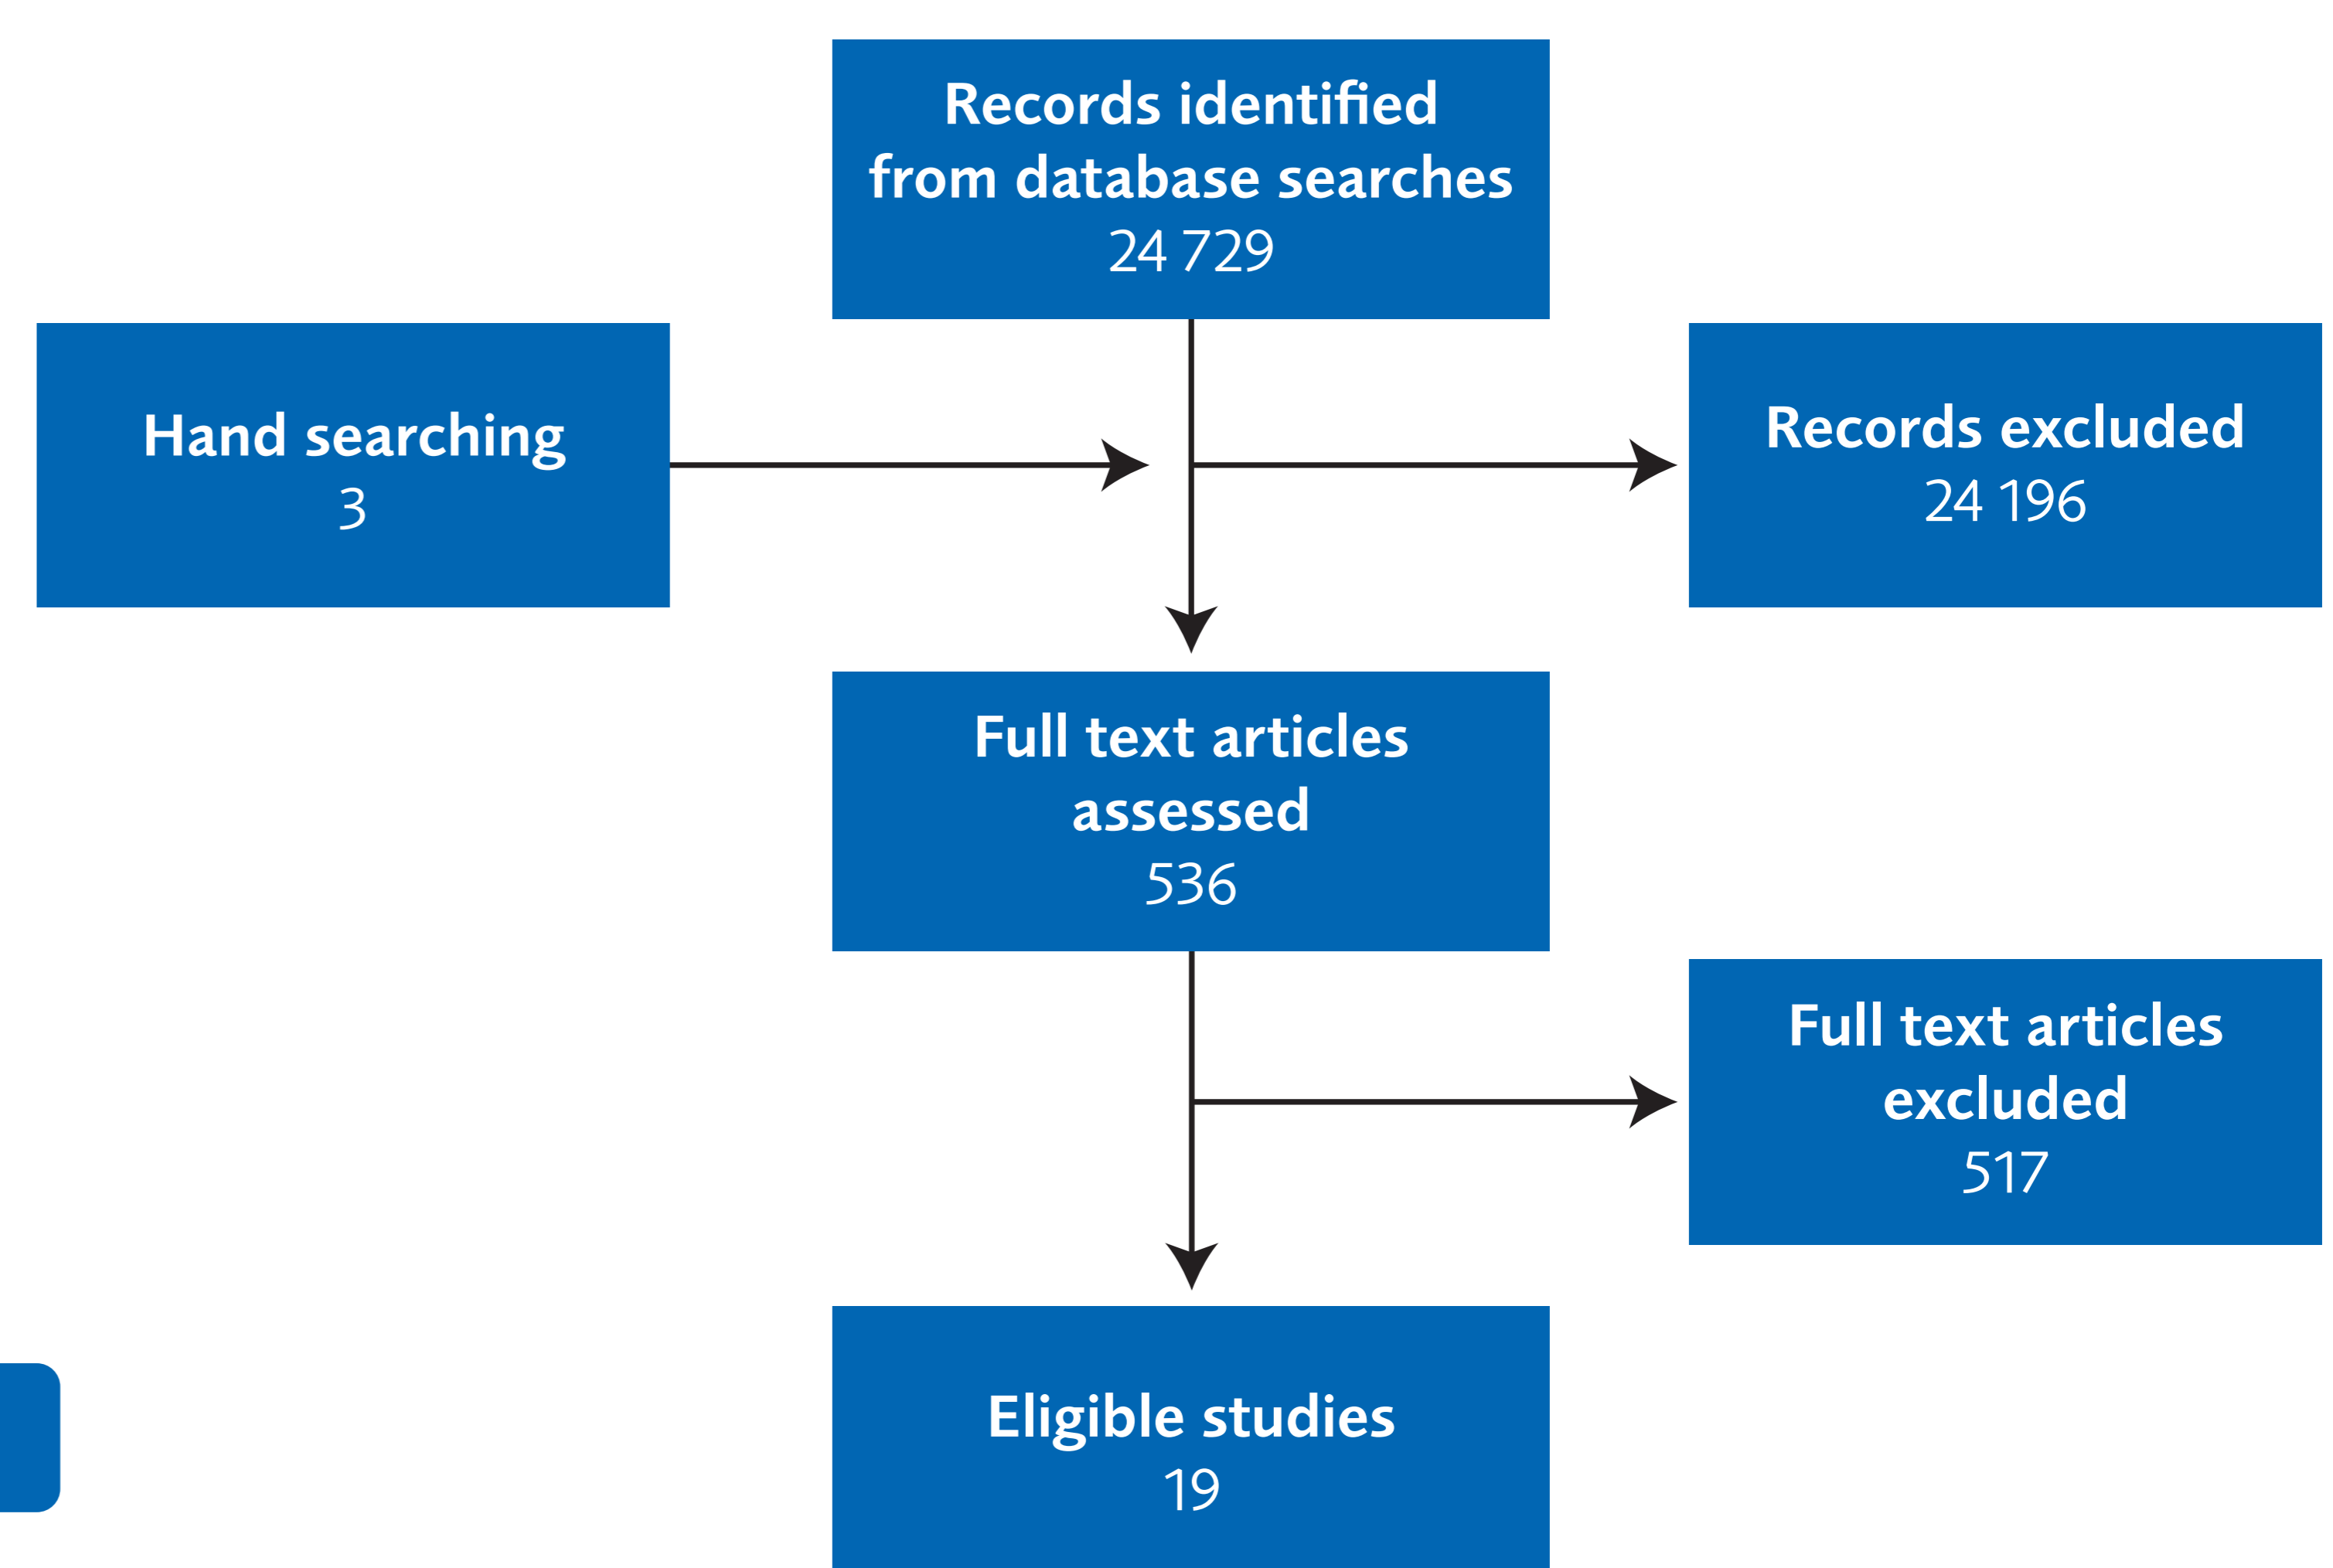 Records identified
from database searches
24 729
Hand searching
3
Records excluded
24 196
Full text articles
assessed
536
Full text articles
excluded
517
Eligible studies
19